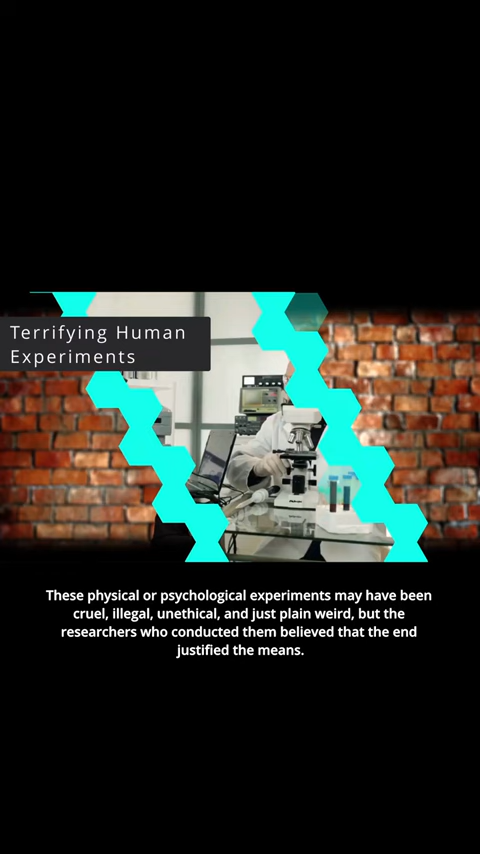 Terrifying Human
Experiments
These physical or psychological experiments may have been
cruel, illegal, unethical, and just plain weird, but the
researchers who conducted them believed that the end
justified the means.